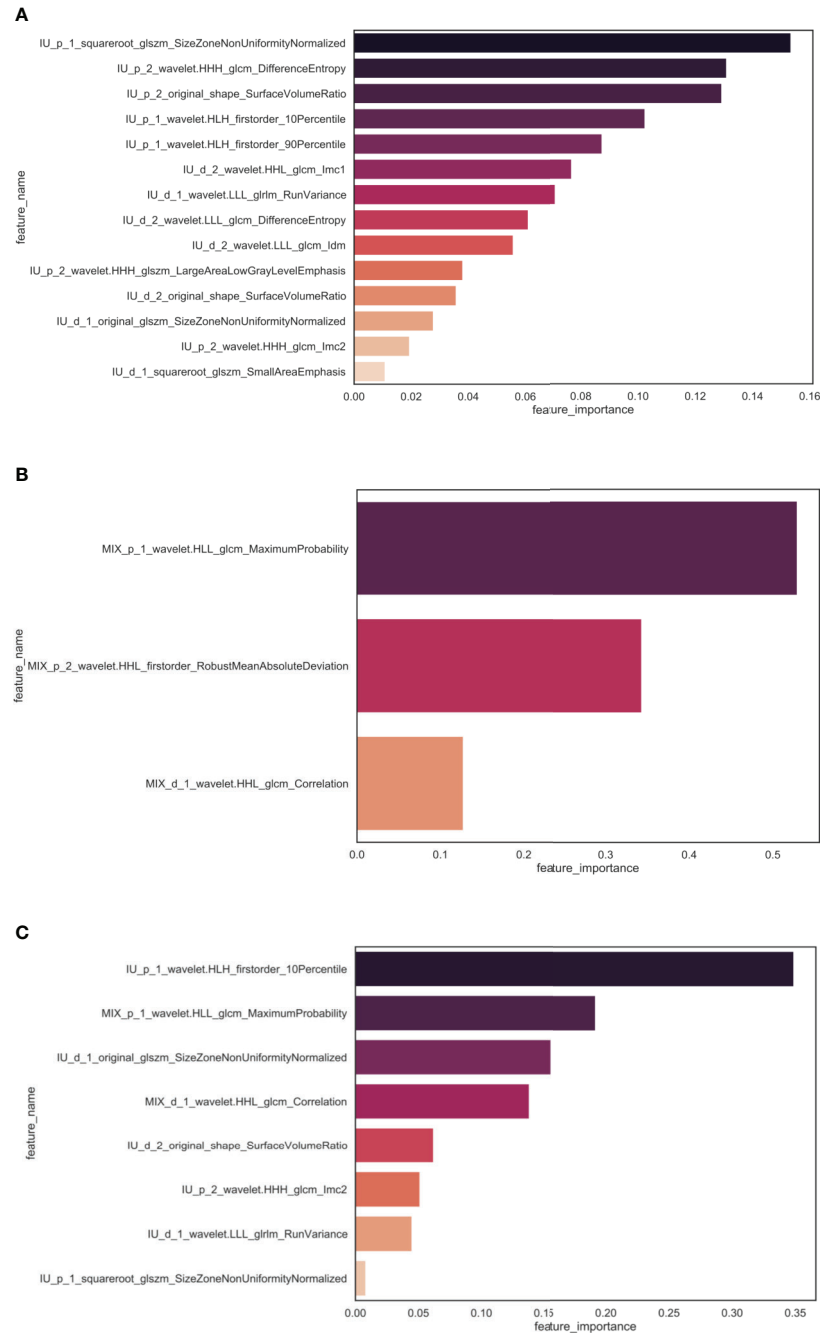 A
IU_p_1_squareroot_glszm_SizeZoneNonUniformityNormalized
IU_p_2_wavelet.HHH_glcm_DifferenceEntropy
IU_p_2_original_shape_SurfaceVolumeRatio
IU_p_1_wavelet.HLH_firstorder_10Percentile
IU_p_1_wavelet.HLH_firstorder_90Percentile
IU_d_2_wavelet.HHL_glcm_Imc1
IU_d_1_wavelet.LLL_glrlm_RunVariance
IU_d_2_wavelet.LLL_glcm_DifferenceEntropy
IU_d_2_wavelet.LLL_glcm_Idm
IU_p_2_wavelet.HHH_glszm_LargeAreaLowGrayLevelEmphasis
IU_d_2_original_shape_SurfaceVolumeRatio
IU_d_1_original_glszm_SizeZoneNonUniformityNormalized
IU_p_2_wavelet.HHH_glcm_Imc2
IU_d_1_squareroot_glszm_SmallAreaEmphasis
feature_name
0.00 0.02 0.04 0.06 0.08 0.10 0.12 0.14 0.16
feature_importance
B
MIX_p_1_wavelet.HLL_glcm_MaximumProbability
MIX_p_2_wavelet.HHL_firstorder_RobustMeanAbsoluteDeviation
MIX_d_1_wavelet.HHL_glcm_Correlation
feature_name
0.0 0.1 0.2 0.3 0.4 0.5
feature_importance
C
IU_p_1_wavelet.HLH_firstorder_10Percentile
MIX_p_1_wavelet.HLL_glcm_MaximumProbability
IU_d_1_original_glszm_SizeZoneNonUniformityNormalized
MIX_d_1_wavelet.HHL_glcm_Correlation
IU_d_2_original_shape_SurfaceVolumeRatio
IU_p_2_wavelet.HHH_glcm_Imc2
IU_d_1_wavelet.LLL_glrlm_RunVariance
IU_p_1_squareroot_glszm_SizeZoneNonUniformityNormalized
feature_name
0.00 0.05 0.10 0.15 0.20 0.25 0.30 0.35
feature_importance